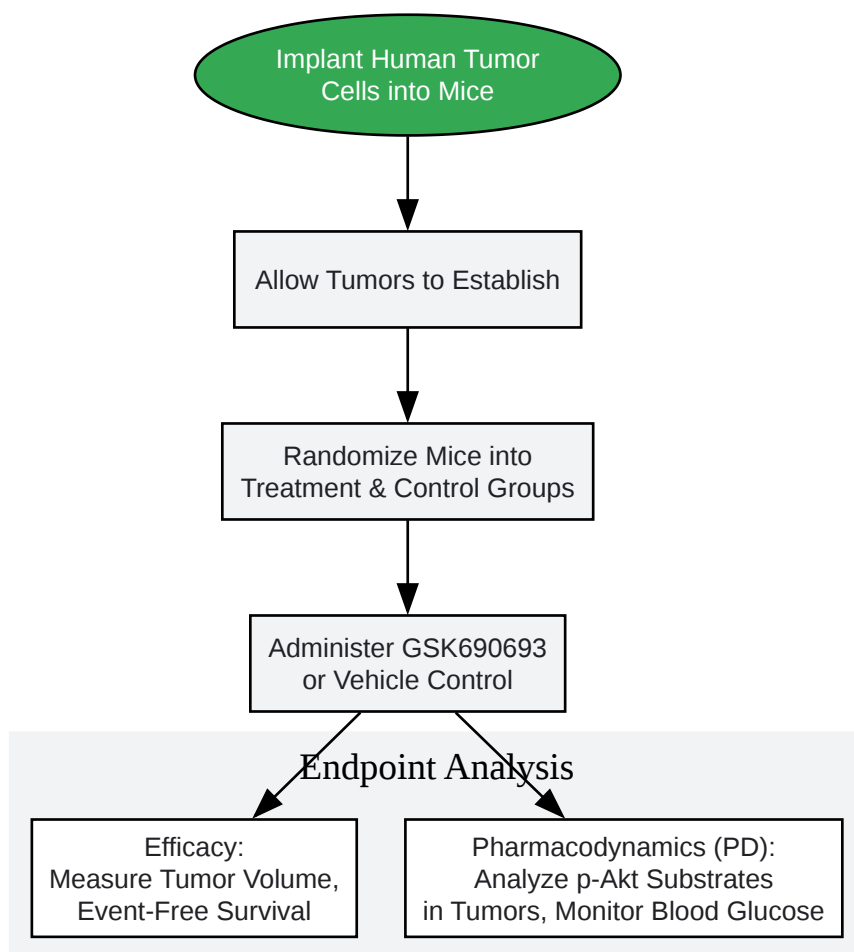 Implant Human Tumor
Cells into Mice
Allow Tumors to Establish
Randomize Mice into
Treatment & Control Groups
Administer GSK690693
or Vehicle Control
Endpoint Analysis
Efficacy:
Measure Tumor Volume,
Event-Free Survival
Pharmacodynamics (PD):
Analyze p-Akt Substrates
in Tumors, Monitor Blood Glucose